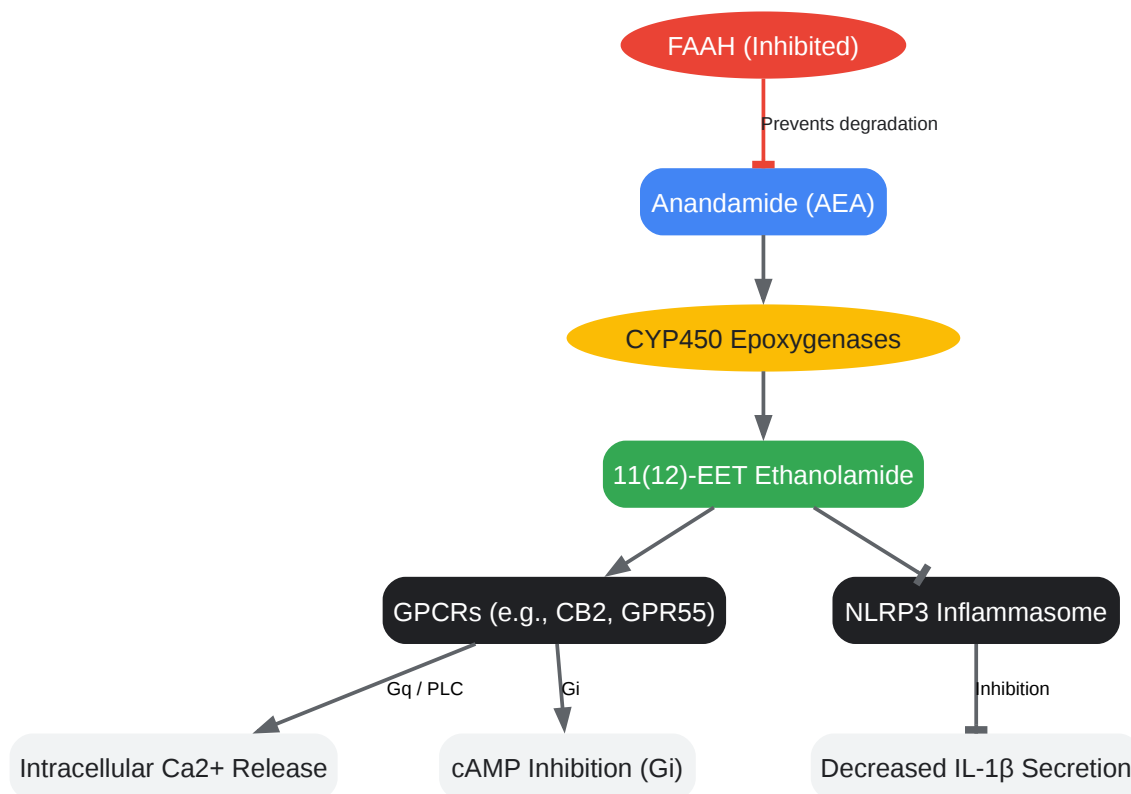 FAAH (Inhibited)
Prevents degradation
Anandamide (AEA)
CYP450 Epoxygenases
11(12)-EET Ethanolamide
GPCRs (e.g., CB2, GPR55)
NLRP3 Inflammasome
Gq / PLC
Gi
Inhibition
Intracellular Ca2+ Release
cAMP Inhibition (Gi)
Decreased IL-1β Secretion